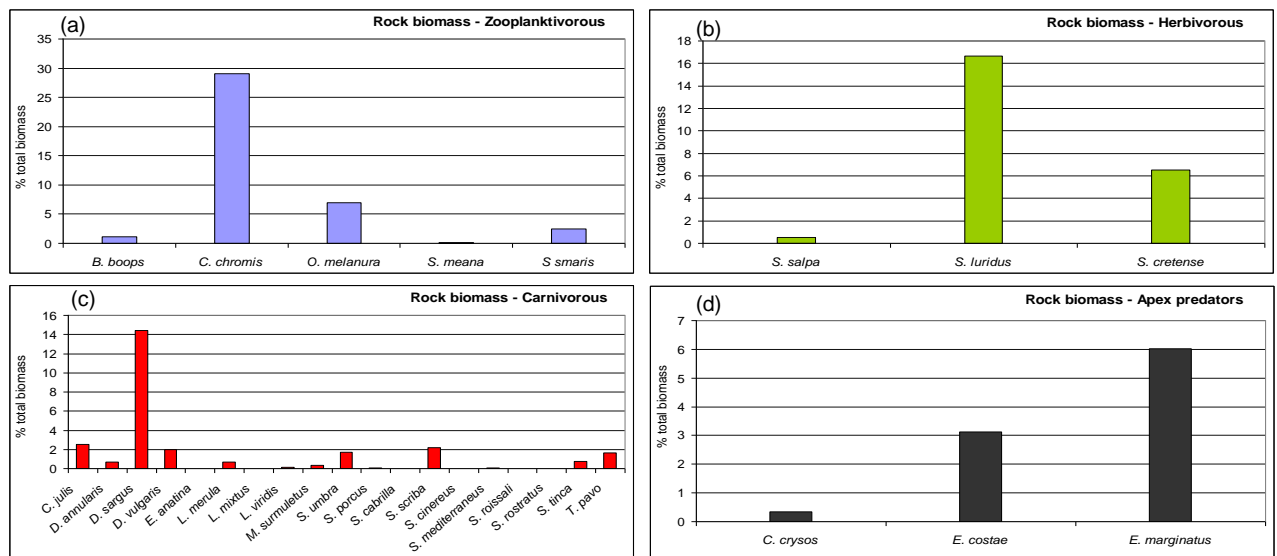 (a)
Rock biomass - Zooplanktivorous
% total biomass
35
30
25
20
15
10
5
0
B. boops C. chromis O. melanura S. meana S smaris
(b)
Rock biomass - Herbivorous
% total biomass
18
16
14
12
10
8
6
4
2
0
S. salpa S. luridus S. cretense
(c)
Rock biomass - Carnivorous
% total biomass
16
14
12
10
8
6
4
2
0
C. julis
D. annularis
D. sargus
D. vulgaris
E. anatina
L. merula
L. mixtus
L. viridis
M. surmuletus
S. umbra
S. porcus
S. cabrilla
S. scriba
S. cinereus
S. mediterraneus
S. roissali
S. rostratus
S. tinca
T. pavo
(d)
Rock biomass - Apex predators
% total biomass
7
6
5
4
3
2
1
0
C. crysos E. costae E. marginatus